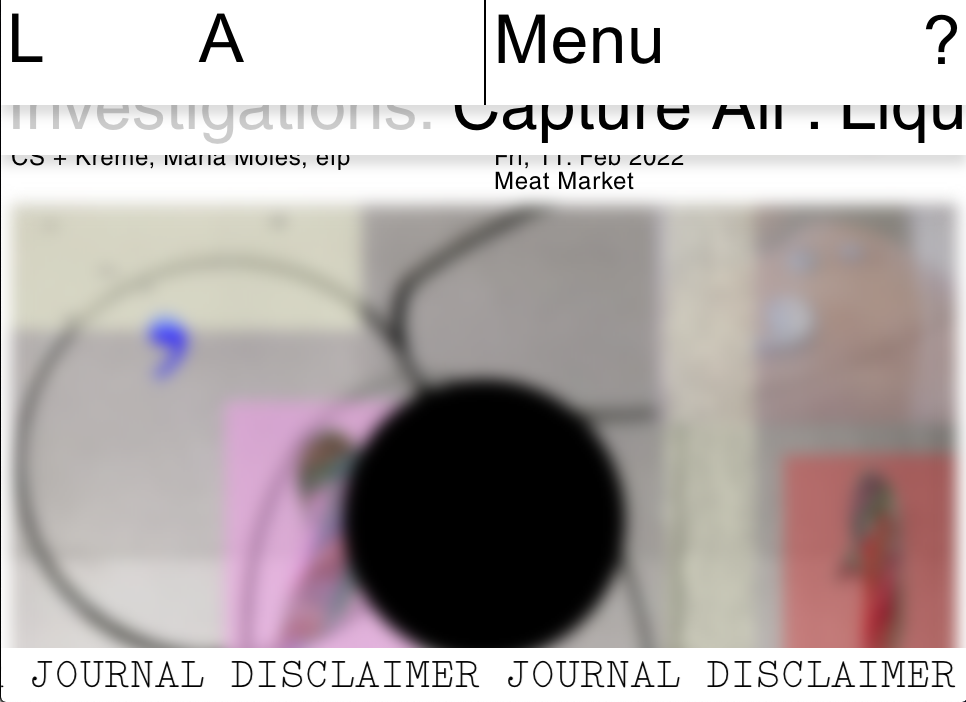 L A Menu ?
Investigations. Capture All . Liqu
CS + Kreme, Maria Moles, elp Fri, 11. Feb 2022
Meat Market
JOURNAL DISCLAIMER JOURNAL DISCLAIMER